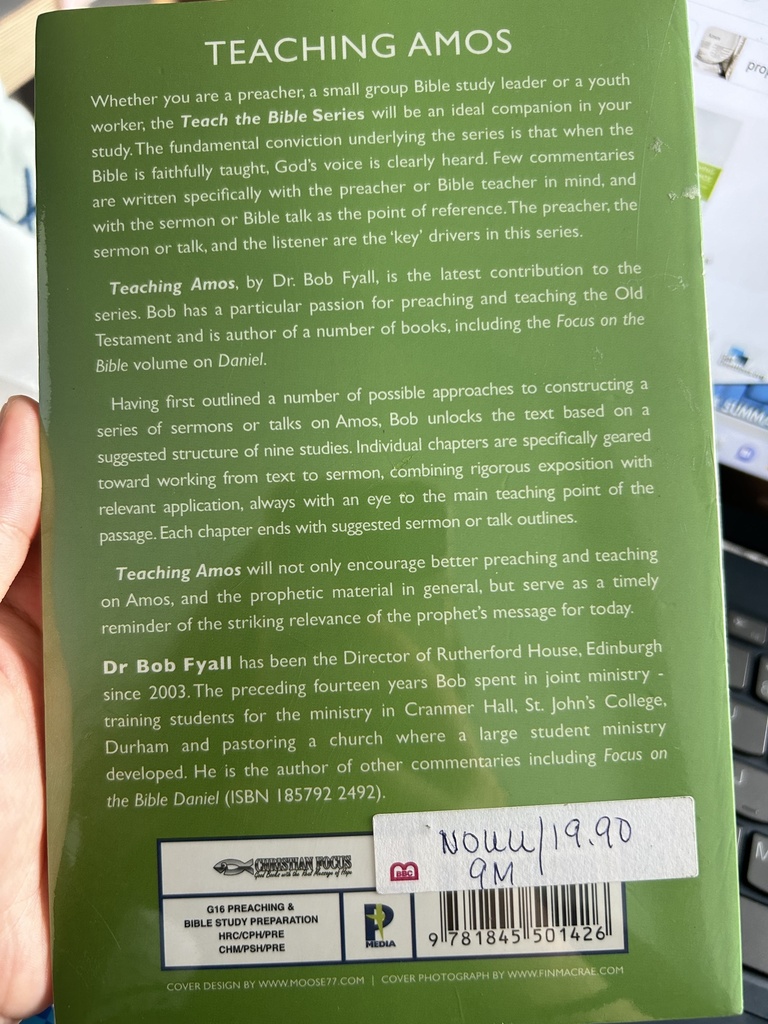 TEACHING AMOS
Whether you are a preacher, a small group Bible study leader or a youth
worker, the Teach the Bible Series will be an ideal companion in your
study. The fundamental conviction underlying the series is that when the
Bible is faithfully taught, God's voice is clearly heard. Few commentaries
are written specifically with the preacher or Bible teacher in mind, and
with the sermon or Bible talk as the point of reference. The preacher, the
sermon or talk, and the listener are the 'key' drivers in this series.
Teaching Amos, by Dr. Bob Fyall, is the latest contribution to the
series. Bob has a particular passion for preaching and teaching the Old
Testament and is author of a number of books, including the Focus on the
Bible volume on Daniel.
Having first outlined a number of possible approaches to constructing a
series of sermons or talks on Amos, Bob unlocks the text based on a
suggested structure of nine studies. Individual chapters are specifically geared
toward working from text to sermon, combining rigorous exposition with
relevant application, always with an eye to the main teaching point of the
passage. Each chapter ends with suggested sermon or talk outlines.
Teaching Amos will not only encourage better preaching and teaching
on Amos, and the prophetic material in general, but serve as a timely
reminder of the striking relevance of the prophet's message for today.
Dr Bob Fyall has been the Director of Rutherford House, Edinburgh
since 2003. The preceding fourteen years Bob spent in joint ministry -
training students for the ministry in Cranmer Hall, St. John's College,
Durham and pastoring a church where a large student ministry
developed. He is the author of other commentaries including Focus on
the Bible Daniel (ISBN 185792 2492).
19.90
9M
BBC
CHRISTIAN FOCUS
God Books with the Real Message of Hope
G16 PREACHING &
BIBLE STUDY PREPARATION
HRC/CPH/PRE
CHM/PSH/PRE
PT
MEDIA
9 781845 501426
COVER DESIGN BY WWW.MOOSE77.COM | COVER PHOTOGRAPH BY WWW.FINMACRAE.COM